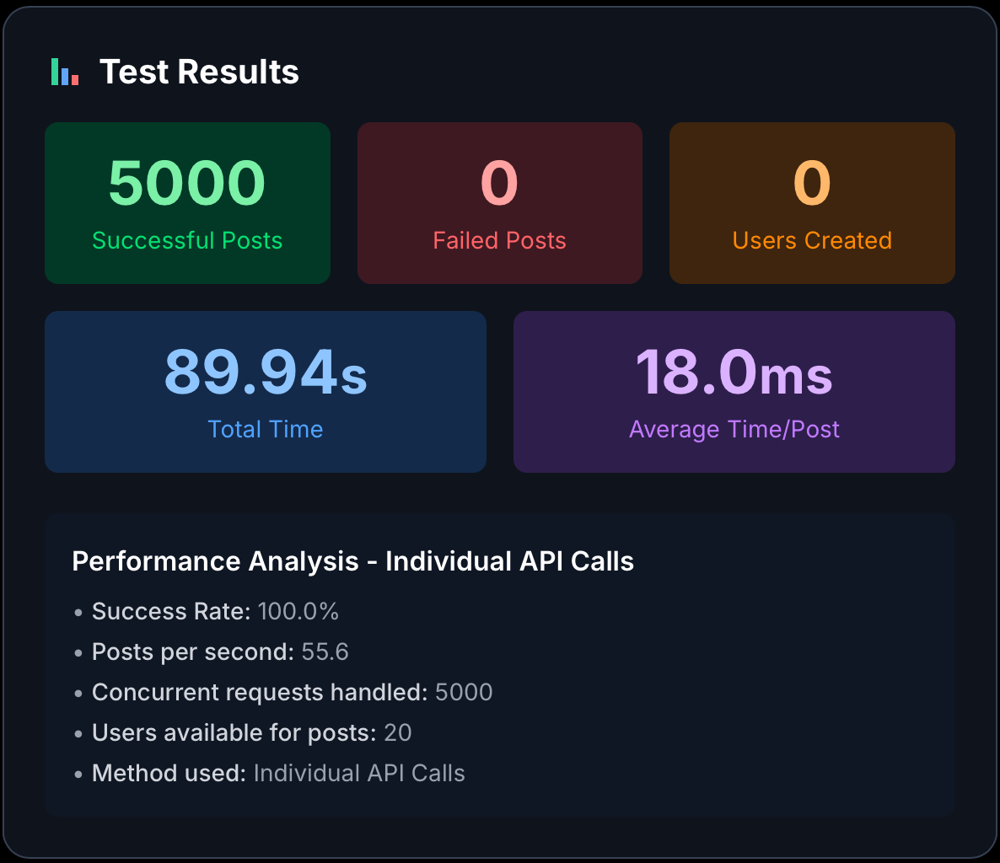 Test Results
5000
Successful Posts
0
Failed Posts
0
Users Created
89.94s
Total Time
18.0ms
Average Time/Post
Performance Analysis - Individual API Calls
• Success Rate: 100.0%
• Posts per second: 55.6
• Concurrent requests handled: 5000
• Users available for posts: 20
• Method used: Individual API Calls